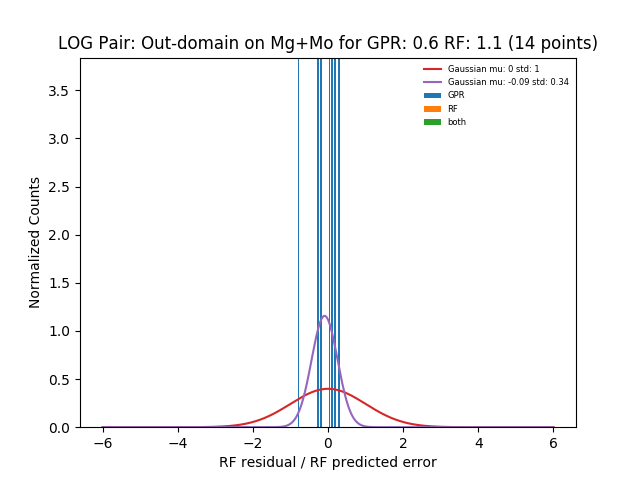 LOG Pair: Out-domain on Mg+Mo for GPR: 0.6 RF: 1.1 (14 points)
Gaussian mu: 0 std: 1
Gaussian mu: -0.09 std: 0.34
GPR
RF
both
Normalized Counts
3.5
3.0
2.5
2.0
1.5
1.0
0.5
0.0
−6 −4 −2 0 2 4 6
RF residual / RF predicted error